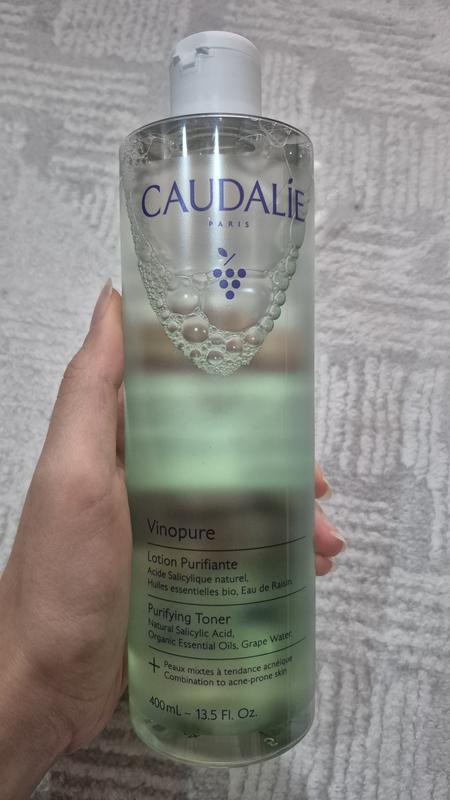 CAUDALÍE
PARIS
Vinopure
Lotion Purifiante
Acide Salicylique naturel,
Huiles essentielles bio, Eau de Raisin.
Purifying Toner
Natural Salicylic Acid,
Organic Essential Oils, Grape Water.
+ Peaux mixtes à tendance acnéique
Combination to acne-prone skin
400mL – 13.5 Fl. Oz.